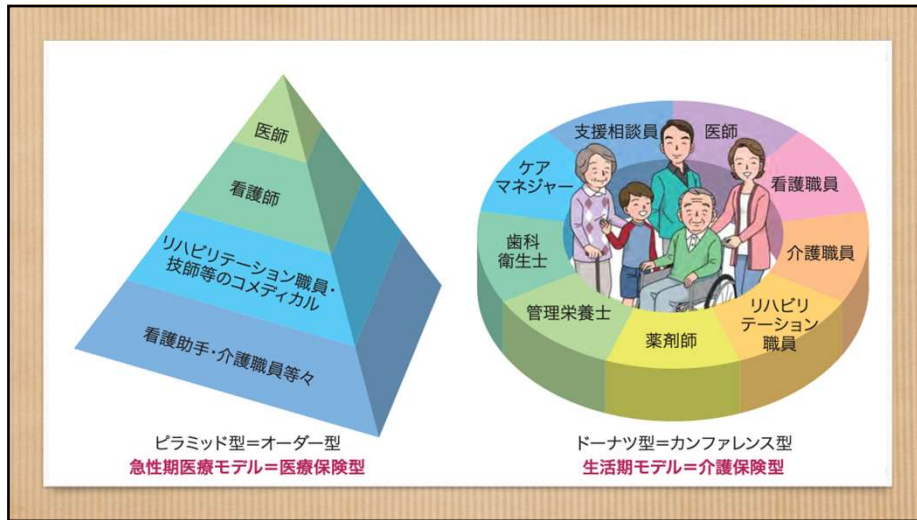 医師
看護師
リハビリテーション職員・
技師等のコメディカル
看護助手・介護職員等々
ピラミッド型＝オーダー型
急性期医療モデル＝医療保険型
支援相談員
医師
ケア
マネジャー
看護職員
歯科
衛生士
介護職員
管理栄養士
薬剤師
リハビリ
テーション
職員
ドーナツ型＝カンファレンス型
生活期モデル＝介護保険型